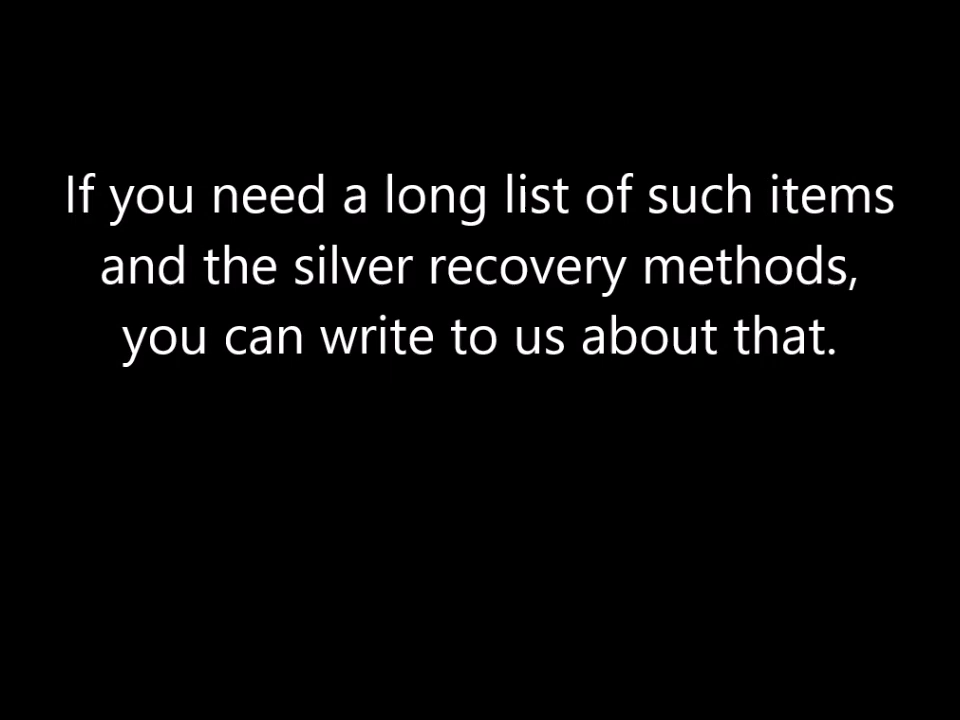 If you need a long list of such items
and the silver recovery methods,
you can write to us about that.